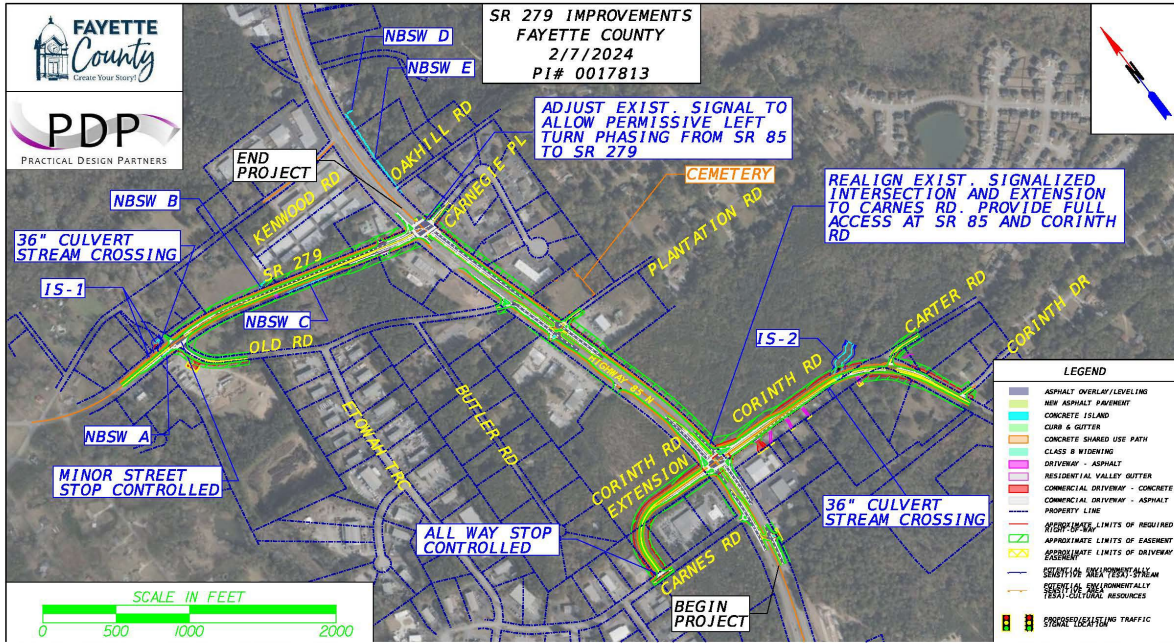 FAYETTE
County
Create Your Story!
PDP
PRACTICAL DESIGN PARTNERS
SR 279 IMPROVEMENTS
FAYETTE COUNTY
2/7/2024
PI# 0017813
NBSW D
NBSW E
ADJUST EXIST. SIGNAL TO
ALLOW PERMISSIVE LEFT
TURN PHASING FROM SR 85
TO SR 279
END
PROJECT
OAKHILL RD
CARNEGIE PL
CEMETERY
PLANTATION RD
REALIGN EXIST. SIGNALIZED
INTERSECTION AND EXTENSION
TO CARNES RD. PROVIDE FULL
ACCESS AT SR 85 AND CORINTH
RD
NBSW B
KENWOOD RD
36" CULVERT
STREAM CROSSING
SR 279
IS-1
NBSW C
OLD RD
HIGHWAY 85 N
IS-2
CARTER RD
CORINTH DR
CORINTH RD
NBSW A
ETOWAH TRC
BUTLER RD
MINOR STREET
STOP CONTROLLED
CORINTH RD
EXTENSION
36" CULVERT
STREAM CROSSING
ALL WAY STOP
CONTROLLED
CARNES RD
BEGIN
PROJECT
SCALE IN FEET
0 500 1000 2000
LEGEND
ASPHALT OVERLAY/LEVELING
NEW ASPHALT PAVEMENT
CONCRETE ISLAND
CURB & GUTTER
CONCRETE SHARED USE PATH
CLASS B WIDENING
DRIVEWAY - ASPHALT
RESIDENTIAL VALLEY GUTTER
COMMERCIAL DRIVEWAY - CONCRETE
COMMERCIAL DRIVEWAY - ASPHALT
PROPERTY LINE
APPROXIMATE LIMITS OF REQUIRED
RIGHT-OF-WAY
APPROXIMATE LIMITS OF EASEMENT
APPROXIMATE LIMITS OF DRIVEWAY
EASEMENT
POTENTIAL ENVIRONMENTALLY
SENSITIVE AREA (ESA)-STREAM
POTENTIAL ENVIRONMENTALLY
SENSITIVE AREA
(ESA)-CULTURAL RESOURCES
PROPOSED/EXISTING TRAFFIC
SIGNAL LOCATION